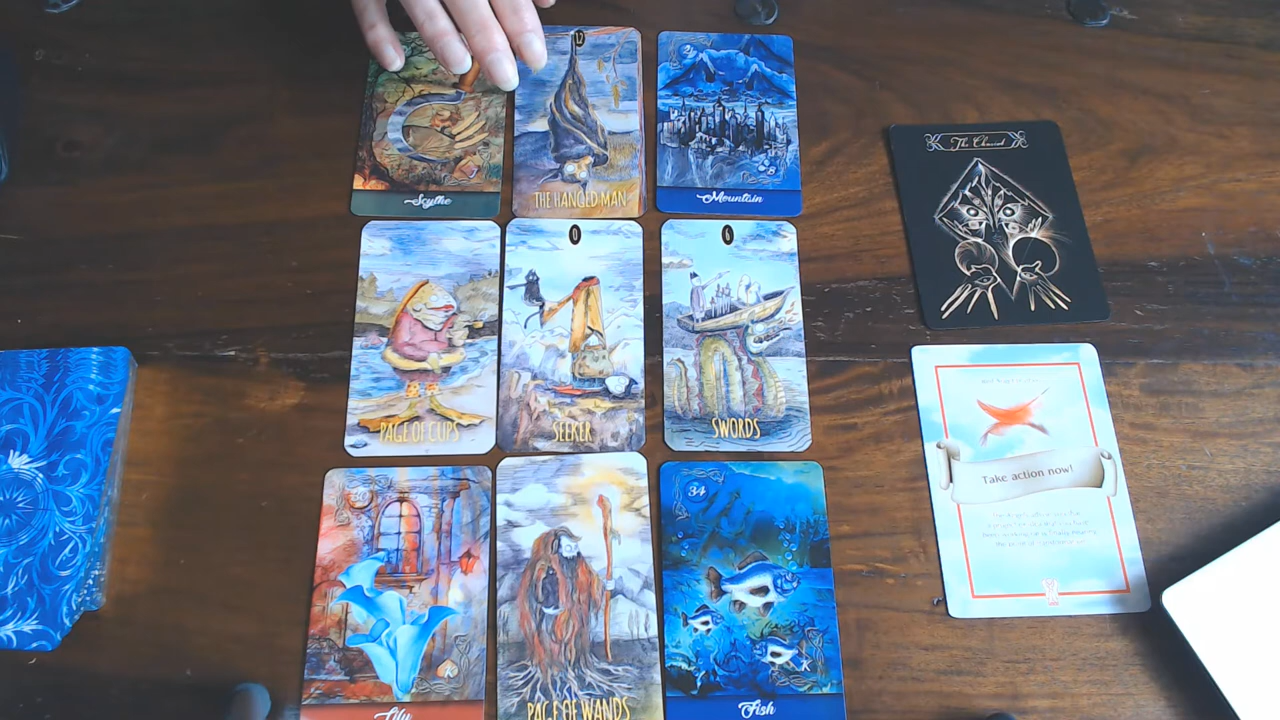 Scythe
12
THE HANGED MAN
Mountain
The Chariot
PAGE OF CUPS
0
SEEKER
6
SWORDS
Take action now!
Lily
K
PAGE OF WANDS
34
K
Fish